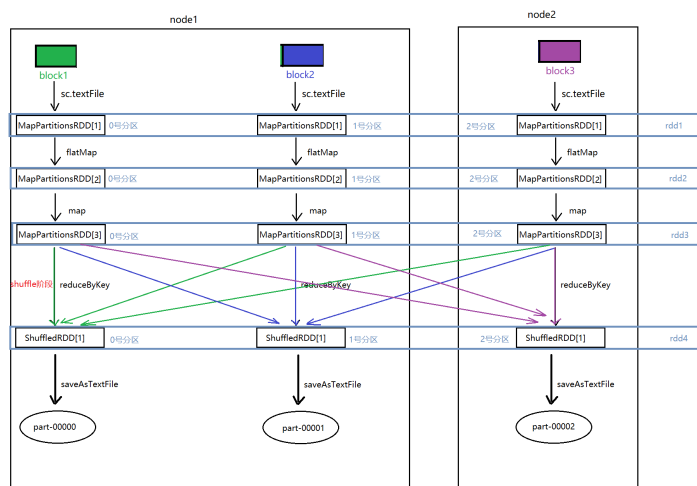 node1
node2
block1
block2
block3
sc.textFile
sc.textFile
sc.textFile
MapPartitionsRDD[1]
0号分区
MapPartitionsRDD[1]
1号分区
2号分区
MapPartitionsRDD[1]
rdd1
flatMap
flatMap
flatMap
MapPartitionsRDD[2]
0号分区
MapPartitionsRDD[2]
1号分区
2号分区
MapPartitionsRDD[2]
rdd2
map
map
map
MapPartitionsRDD[3]
0号分区
MapPartitionsRDD[3]
1号分区
2号分区
MapPartitionsRDD[3]
rdd3
shuffle阶段
reduceByKey
reduceByKey
reduceByKey
ShuffledRDD[1]
0号分区
ShuffledRDD[1]
1号分区
2号分区
ShuffledRDD[1]
rdd4
saveAsTextFile
saveAsTextFile
saveAsTextFile
part-00000
part-00001
part-00002